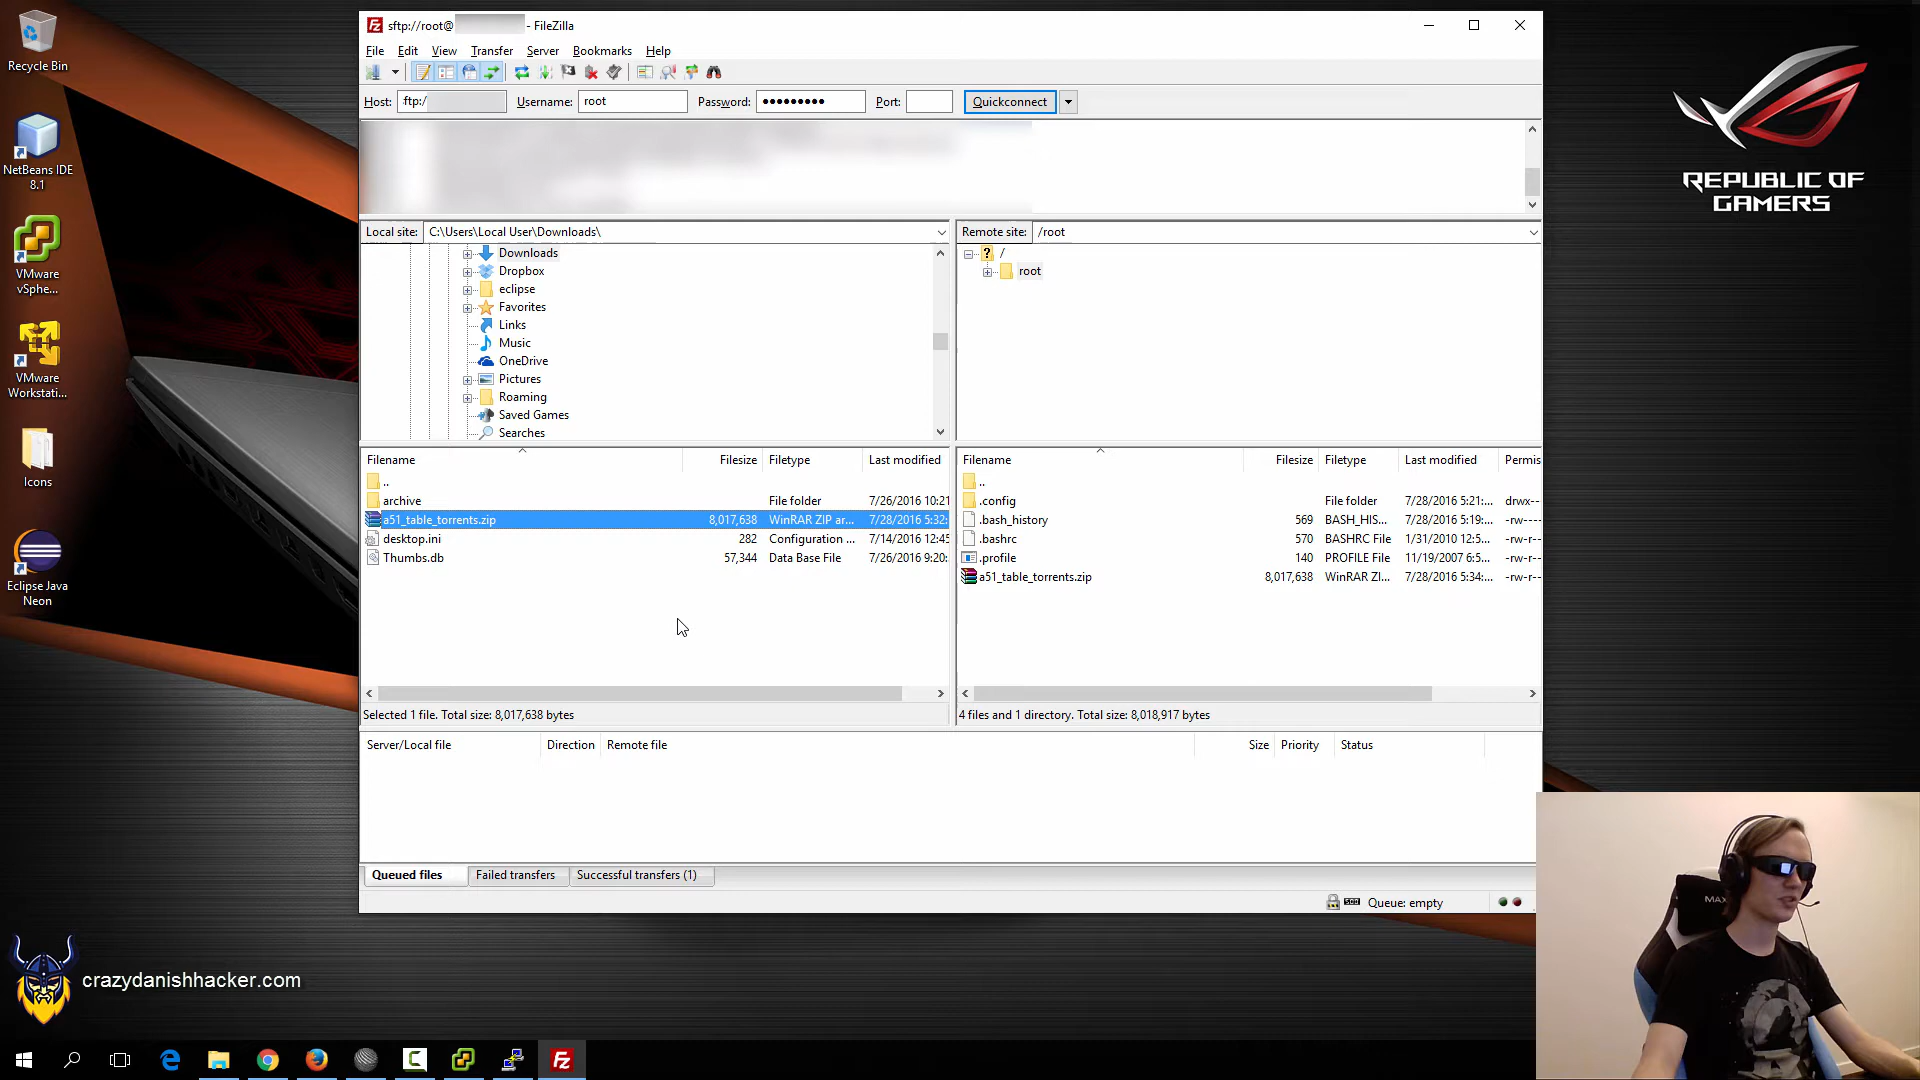 Recycle Bin
NetBeans IDE
8.1
VMware
vSphe...
VMware
Workstati...
Icons
Eclipse Java
Neon
sftp://root@ - FileZilla
File Edit View Transfer Server Bookmarks Help
Host: ftp:/ Username: root Password: ●●●●●●●●● Port: Quickconnect
Local site: C:\Users\Local User\Downloads\
Downloads
Dropbox
eclipse
Favorites
Links
Music
OneDrive
Pictures
Roaming
Saved Games
Searches
Remote site: /root
? /
root
Filename Filesize Filetype Last modified
..
archive File folder 7/26/2016 10:21
a51_table_torrents.zip 8,017,638 WinRAR ZIP ar... 7/28/2016 5:32:
desktop.ini 282 Configuration ... 7/14/2016 12:45
Thumbs.db 57,344 Data Base File 7/26/2016 9:20:
Selected 1 file. Total size: 8,017,638 bytes
Filename Filesize Filetype Last modified Permis
..
.config File folder 7/28/2016 5:21:... drwx--
.bash_history 569 BASH_HIS... 7/28/2016 5:19:... -rw----
.bashrc 570 BASHRC File 1/31/2010 12:5... -rw-r--
.profile 140 PROFILE File 11/19/2007 6:5... -rw-r--
a51_table_torrents.zip 8,017,638 WinRAR ZI... 7/28/2016 5:34:... -rw-r--
4 files and 1 directory. Total size: 8,018,917 bytes
Server/Local file Direction Remote file Size Priority Status
Queued files Failed transfers Successful transfers (1)
Queue: empty
REPUBLIC OF
GAMERS
MAX
crazydanishhacker.com